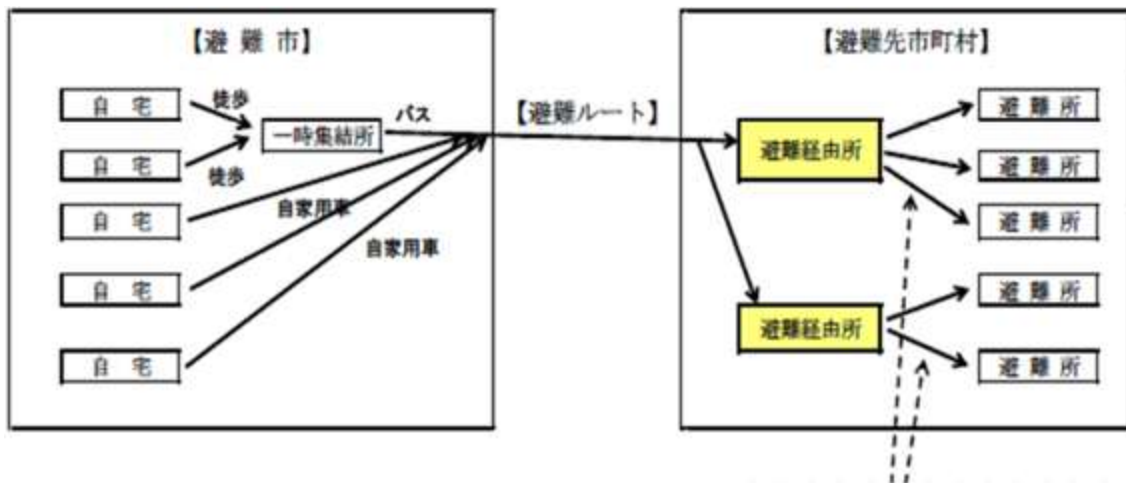 【避 難 市】
自 宅
自 宅
自 宅
自 宅
自 宅
徒歩
徒歩
一時集結所
バス
自家用車
自家用車
【避難ルート】
【避難先市町村】
避難経由所
避難経由所
避 難 所
避 難 所
避 難 所
避 難 所
避 難 所